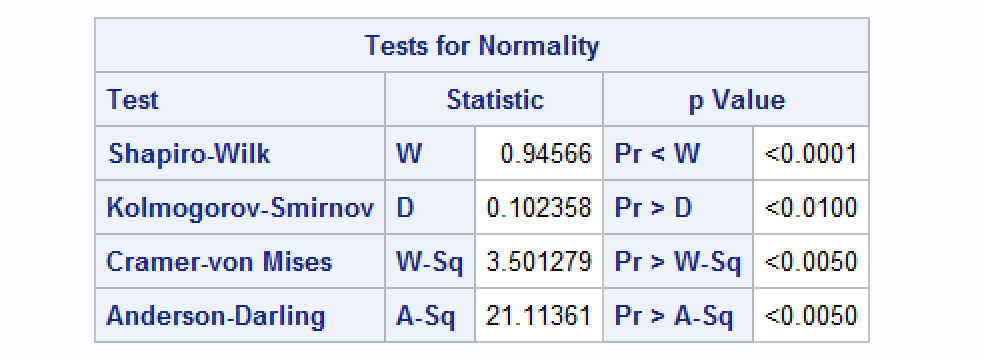 Tests for Normality
Test Statistic p Value
Shapiro-Wilk W 0.94566 Pr < W <0.0001
Kolmogorov-Smirnov D 0.102358 Pr > D <0.0100
Cramer-von Mises W-Sq 3.501279 Pr > W-Sq <0.0050
Anderson-Darling A-Sq 21.11361 Pr > A-Sq <0.0050